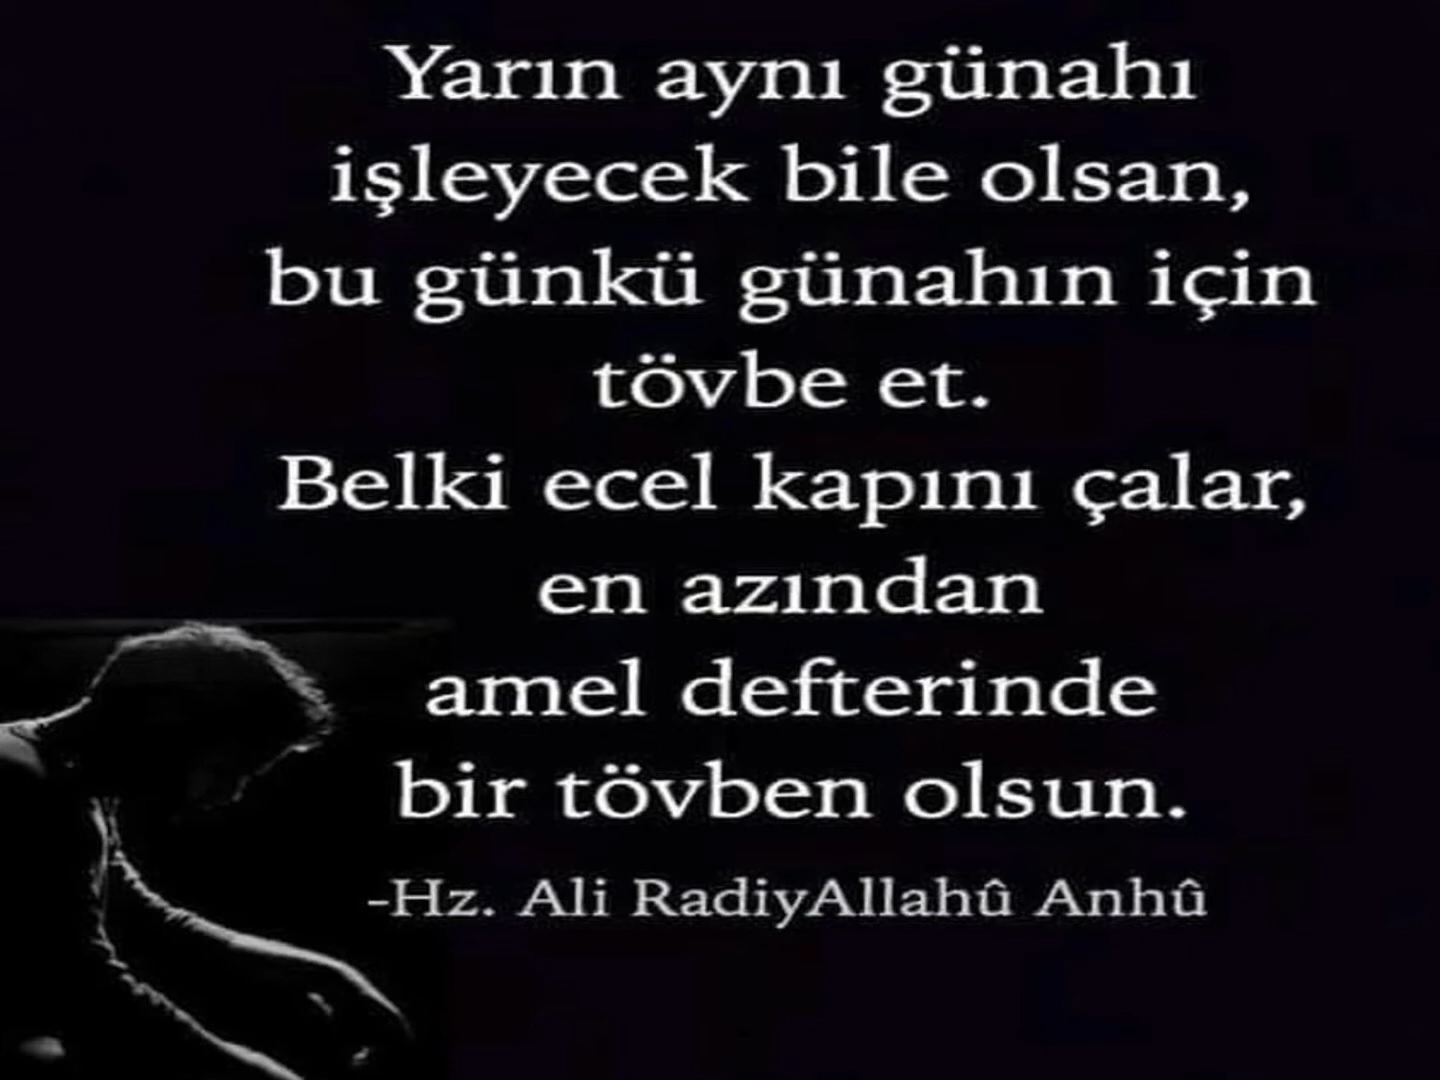 Yarın aynı günahı
işleyecek bile olsan,
bu günkü günahın için
tövbe et.
Belki ecel kapını çalar,
en azından
amel defterinde
bir tövben olsun.
-Hz. Ali RadiyAllahû Anhû